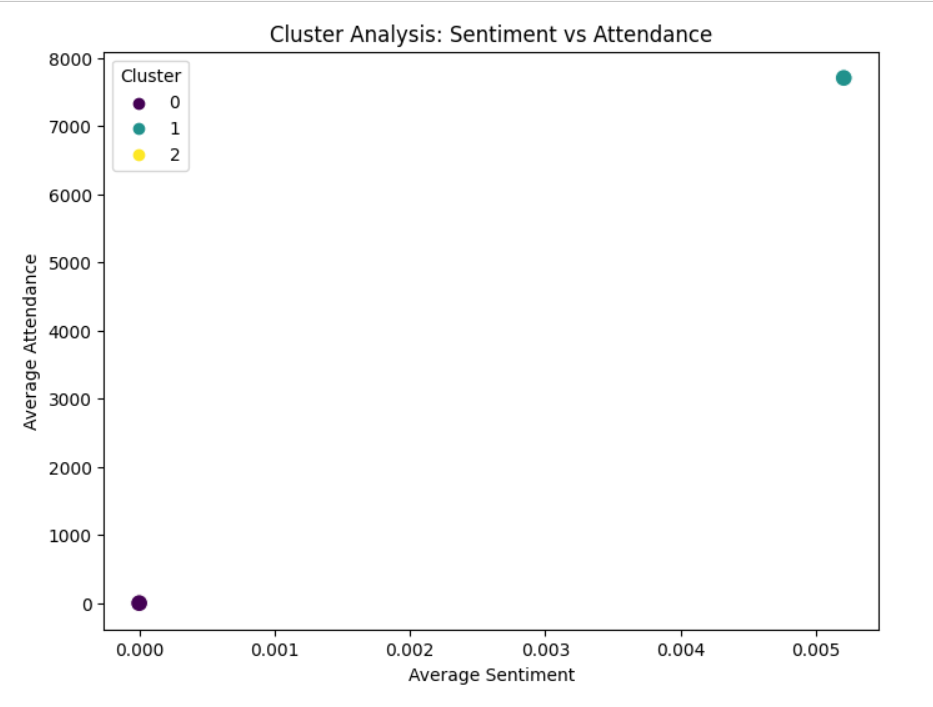 Cluster Analysis: Sentiment vs Attendance
Cluster
0
1
2
8000
7000
6000
5000
4000
3000
2000
1000
0
Average Attendance
0.000 0.001 0.002 0.003 0.004 0.005
Average Sentiment